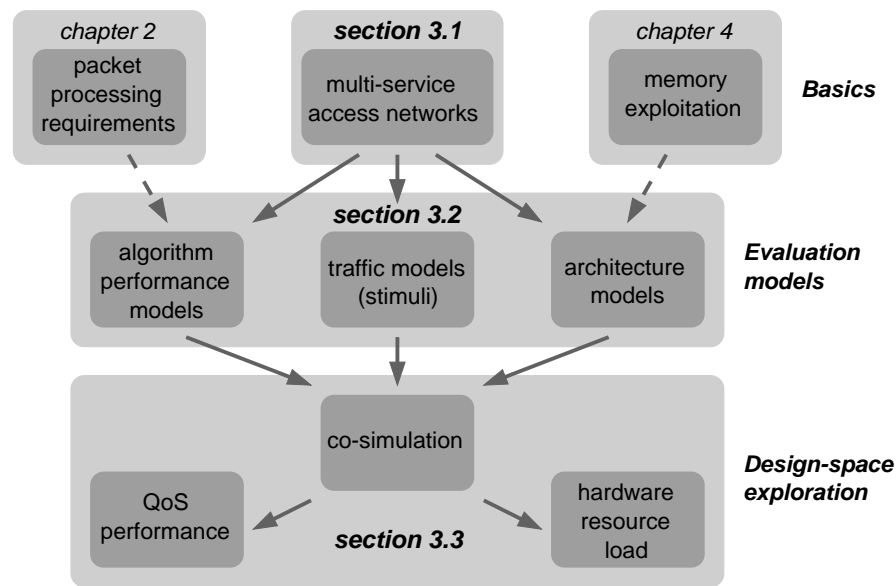 chapter 2
packet
processing
requirements
section 3.1
multi-service
access networks
chapter 4
memory
exploitation
Basics
section 3.2
algorithm
performance
models
traffic models
(stimuli)
architecture
models
Evaluation
models
co-simulation
QoS
performance
hardware
resource
load
section 3.3
Design-space
exploration